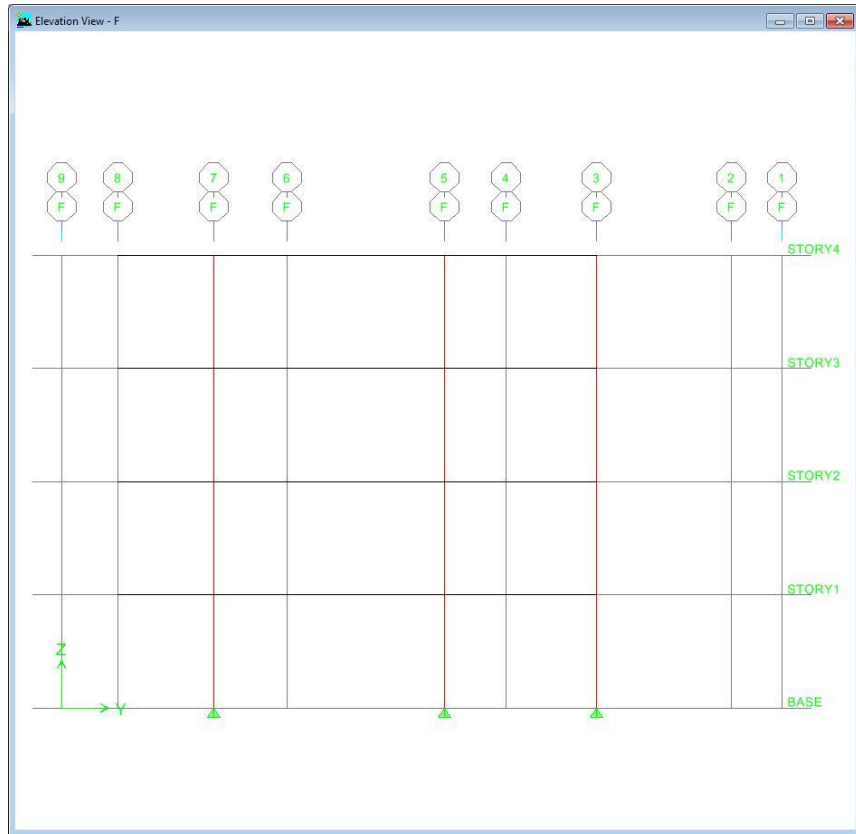 Elevation View - F
9 8 7 6 5 4 3 2 1
F F F F F F F F F
STORY4
STORY3
STORY2
STORY1
Z
Y
BASE